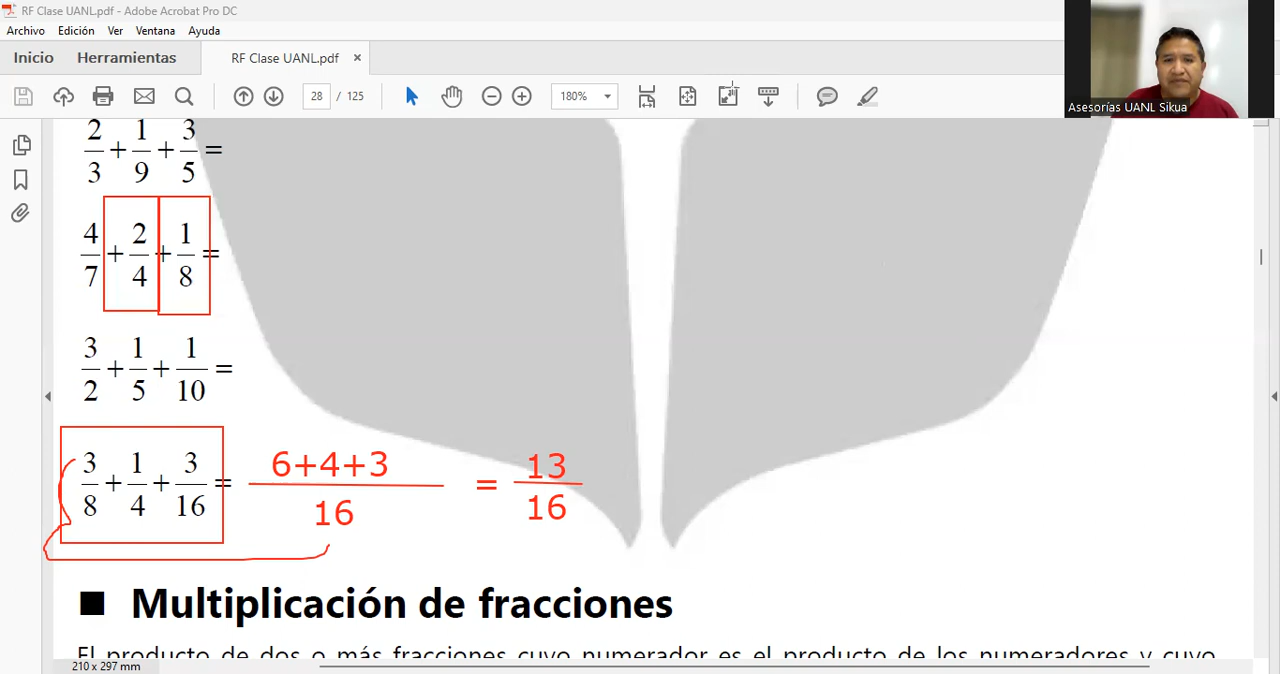 RF Clase UANL.pdf - Adobe Acrobat Pro DC
Archivo Edición Ver Ventana Ayuda
Inicio Herramientas RF Clase UANL.pdf ×
28 / 125 180%
Asesorías UANL Sikua
2/3 + 1/9 + 3/5 =
4/7 + 2/4 + 1/8 =
3/2 + 1/5 + 1/10 =
3/8 + 1/4 + 3/16 = 6+4+3/16 = 13/16
■ Multiplicación de fracciones
El producto de dos o más fracciones cuyo numerador es el producto de los numeradores y cuyo
210 x 297 mm